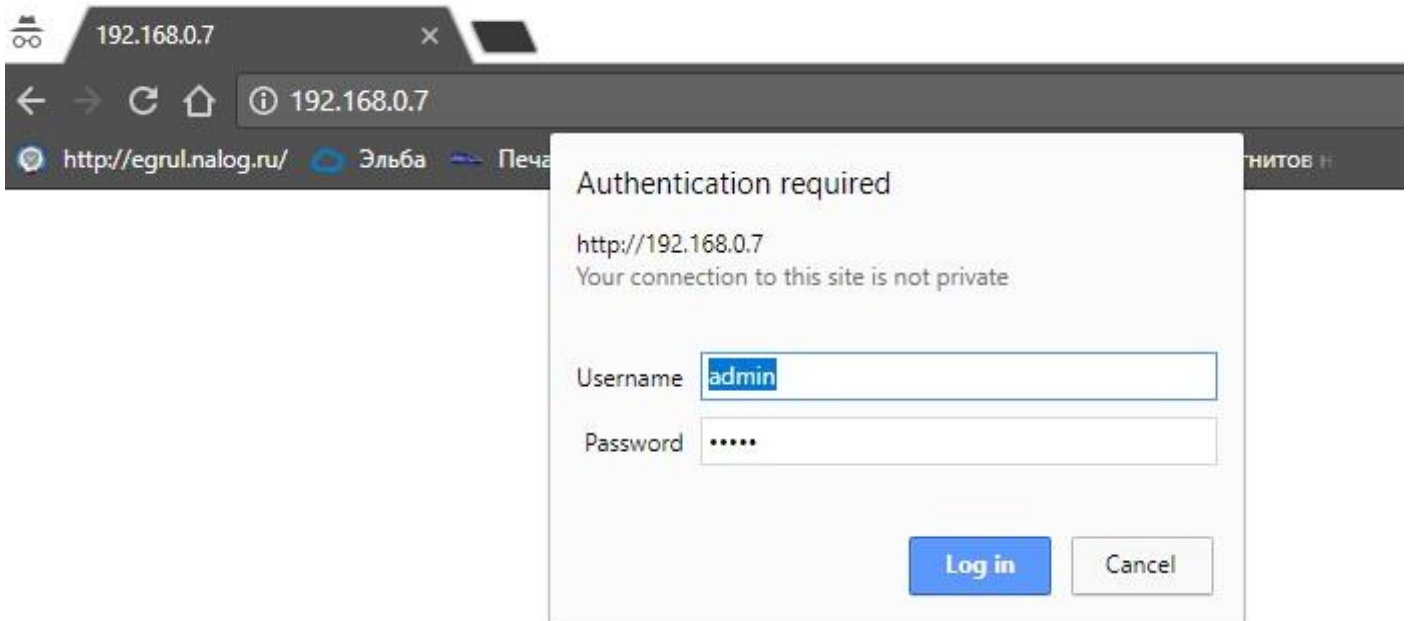 192.168.0.7
192.168.0.7
http://egrul.nalog.ru/ Эльба
Authentication required
http://192.168.0.7
Your connection to this site is not private
Username admin
Password •••••
Log in Cancel